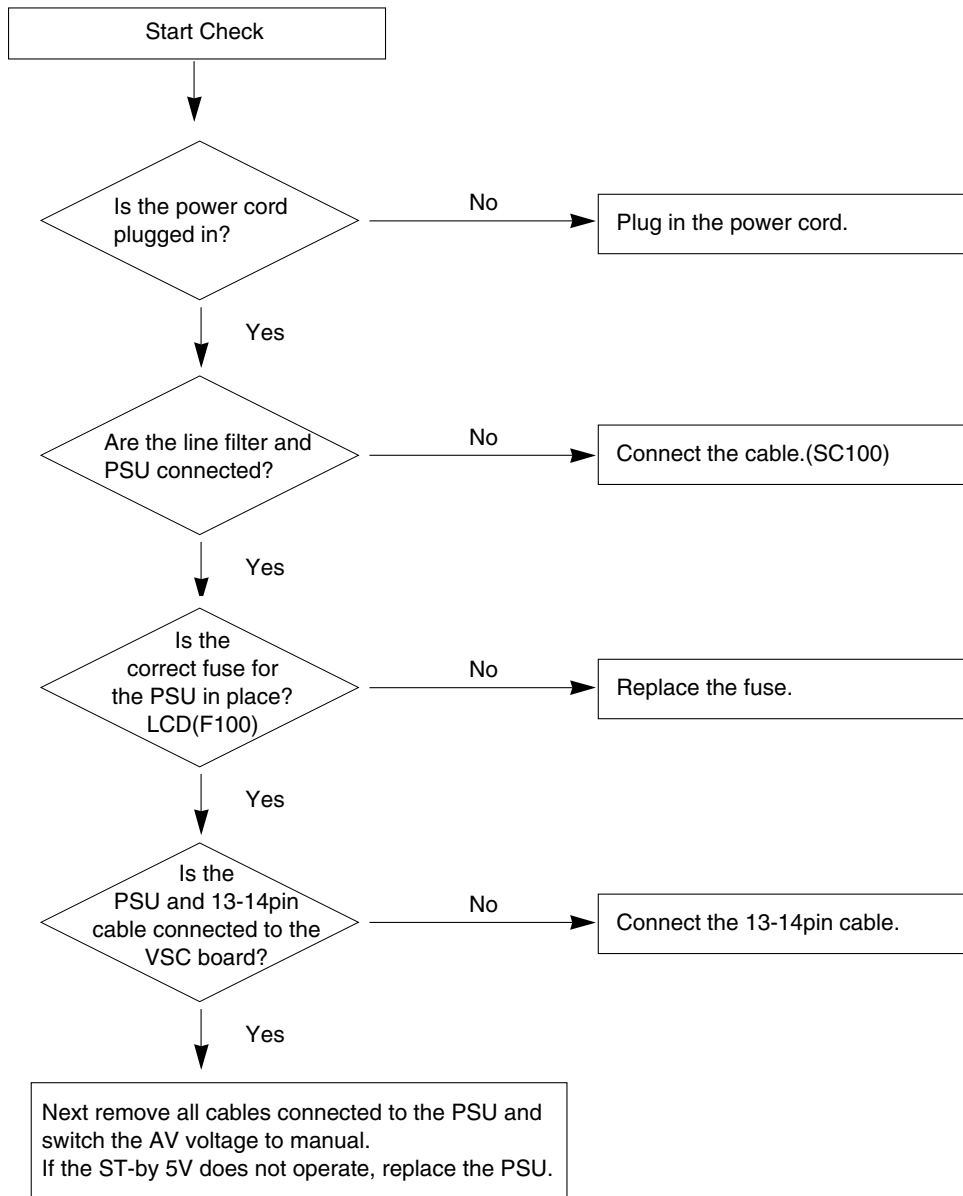 Start Check
Is the power cord
plugged in?
No
Plug in the power cord.
Yes
Are the line filter and
PSU connected?
No
Connect the cable.(SC100)
Yes
Is the
correct fuse for
the PSU in place?
LCD(F100)
No
Replace the fuse.
Yes
Is the
PSU and 13-14pin
cable connected to the
VSC board?
No
Connect the 13-14pin cable.
Yes
Next remove all cables connected to the PSU and
switch the AV voltage to manual.
If the ST-by 5V does not operate, replace the PSU.